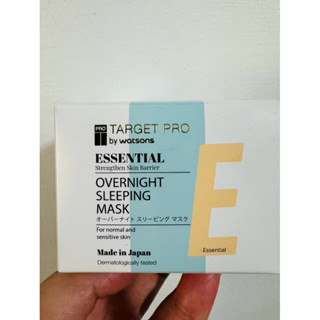 PRO
T
TARGET PRO
by watsons
ESSENTIAL
Strengthen Skin Barrier
OVERNIGHT
SLEEPING
MASK
オーバーナイト スリーピング マスク
For normal and
sensitive skin
Made in Japan
Dermatologically tested
E
Essential